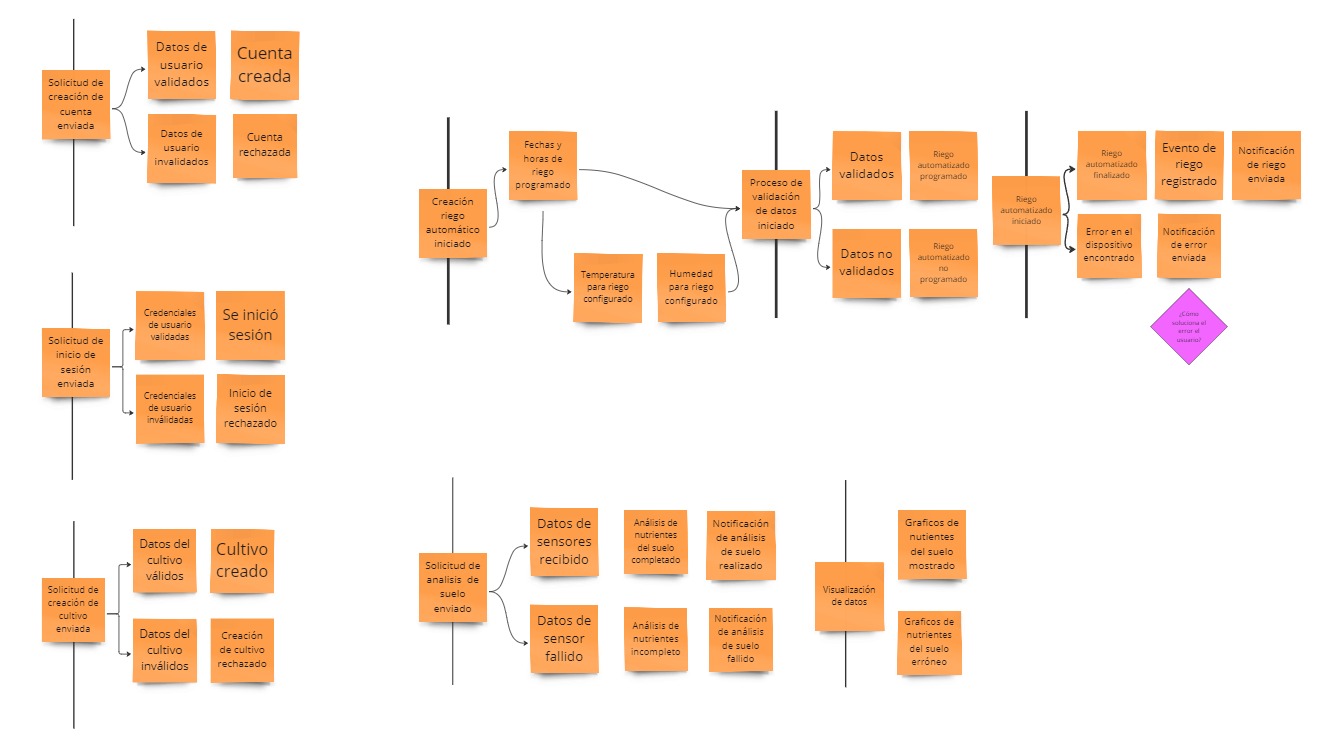 Solicitud de
creación de
cuenta
enviada
Datos de
usuario
validados
Cuenta
creada
Datos de
usuario
invalidados
Cuenta
rechazada
Solicitud de
inicio de
sesión
enviada
Credenciales
de usuario
validadas
Se inició
sesión
Credenciales
de usuario
inválidadas
Inicio de
sesión
rechazado
Solicitud de
creación de
cultivo
enviada
Datos del
cultivo
válidos
Cultivo
creado
Datos del
cultivo
inválidos
Creación
de cultivo
rechazado
Creación
riego
automático
iniciado
Fechas y
horas de
riego
programado
Temperatura
para riego
configurado
Humedad
para riego
configurado
Proceso de
validación
de datos
iniciado
Datos
validados
Riego
automatizado
programado
Datos no
validados
Riego
automatizado
no
programado
Riego
automatizado
iniciado
Riego
automatizado
finalizado
Evento de
riego
registrado
Notificación
de riego
enviada
Error en el
dispositivo
encontrado
Notificación
de error
enviada
¿Cómo
soluciona el
error al
usuario?
Solicitud de
analisis de
suelo
enviado
Datos de
sensores
recibido
Análisis de
nutrientes
del suelo
completado
Notificación
de análisis
de suelo
realizado
Datos de
sensor
fallido
Análisis de
nutrientes
incompleto
Notificación
de análisis
de suelo
fallido
Visualización
de datos
Graficos de
nutientes
del suelo
mostrado
Graficos de
nutrientes
del suelo
erróneo